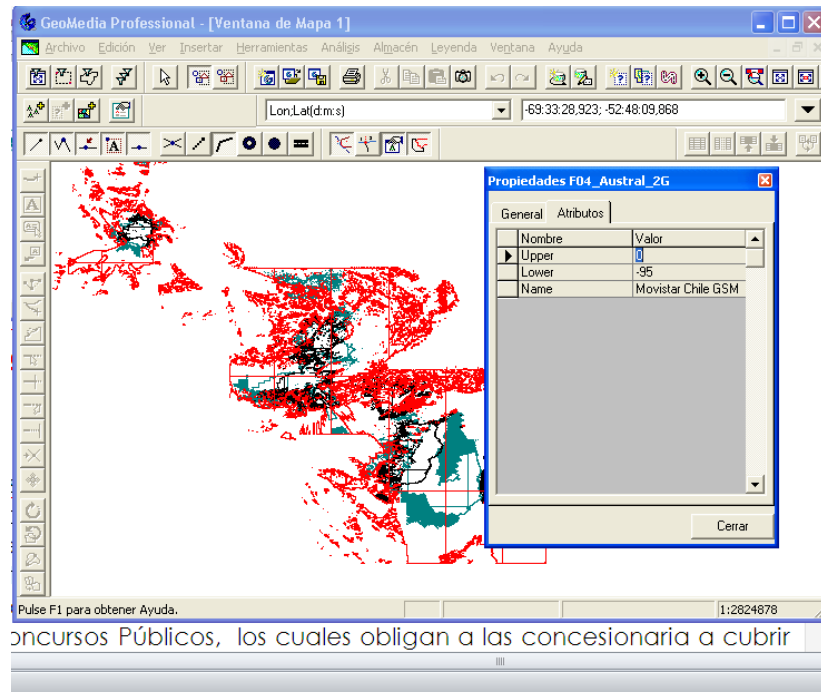 GeoMedia Professional - [Ventana de Mapa 1]
Archivo Edición Ver Insertar Herramientas Análisis Almacén Leyenda Ventana Ayuda
Lon;Lat(d:m:s) -69:33:28,923; -52:48:09,868
Propiedades F04_Austral_2G
General Atributos
Nombre Valor
Upper 0
Lower -95
Name Movistar Chile GSM
Cerrar
Pulse F1 para obtener Ayuda. 1:2824878
oncursos Públicos, los cuales obligan a las concesionaria a cubrir